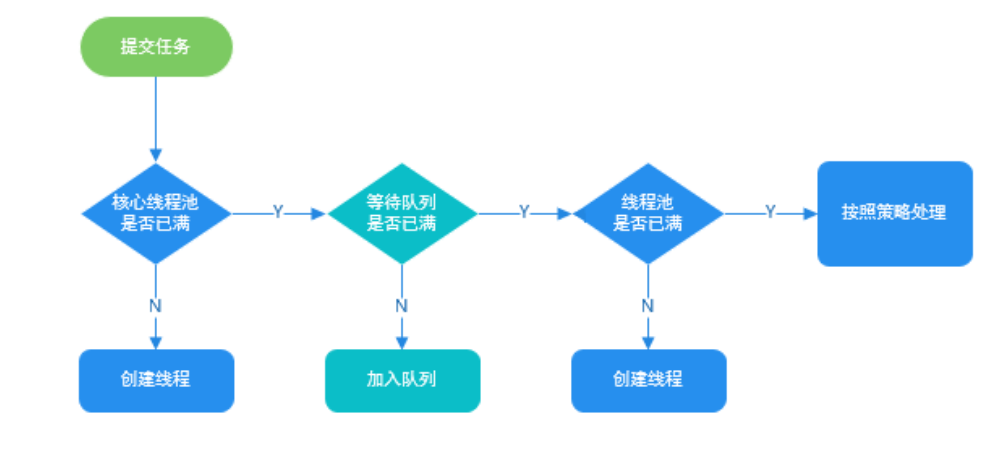 提交任务
核心线程池
是否已满
Y
等待队列
是否已满
Y
线程池
是否已满
Y
按照策略处理
N
N
N
创建线程
加入队列
创建线程